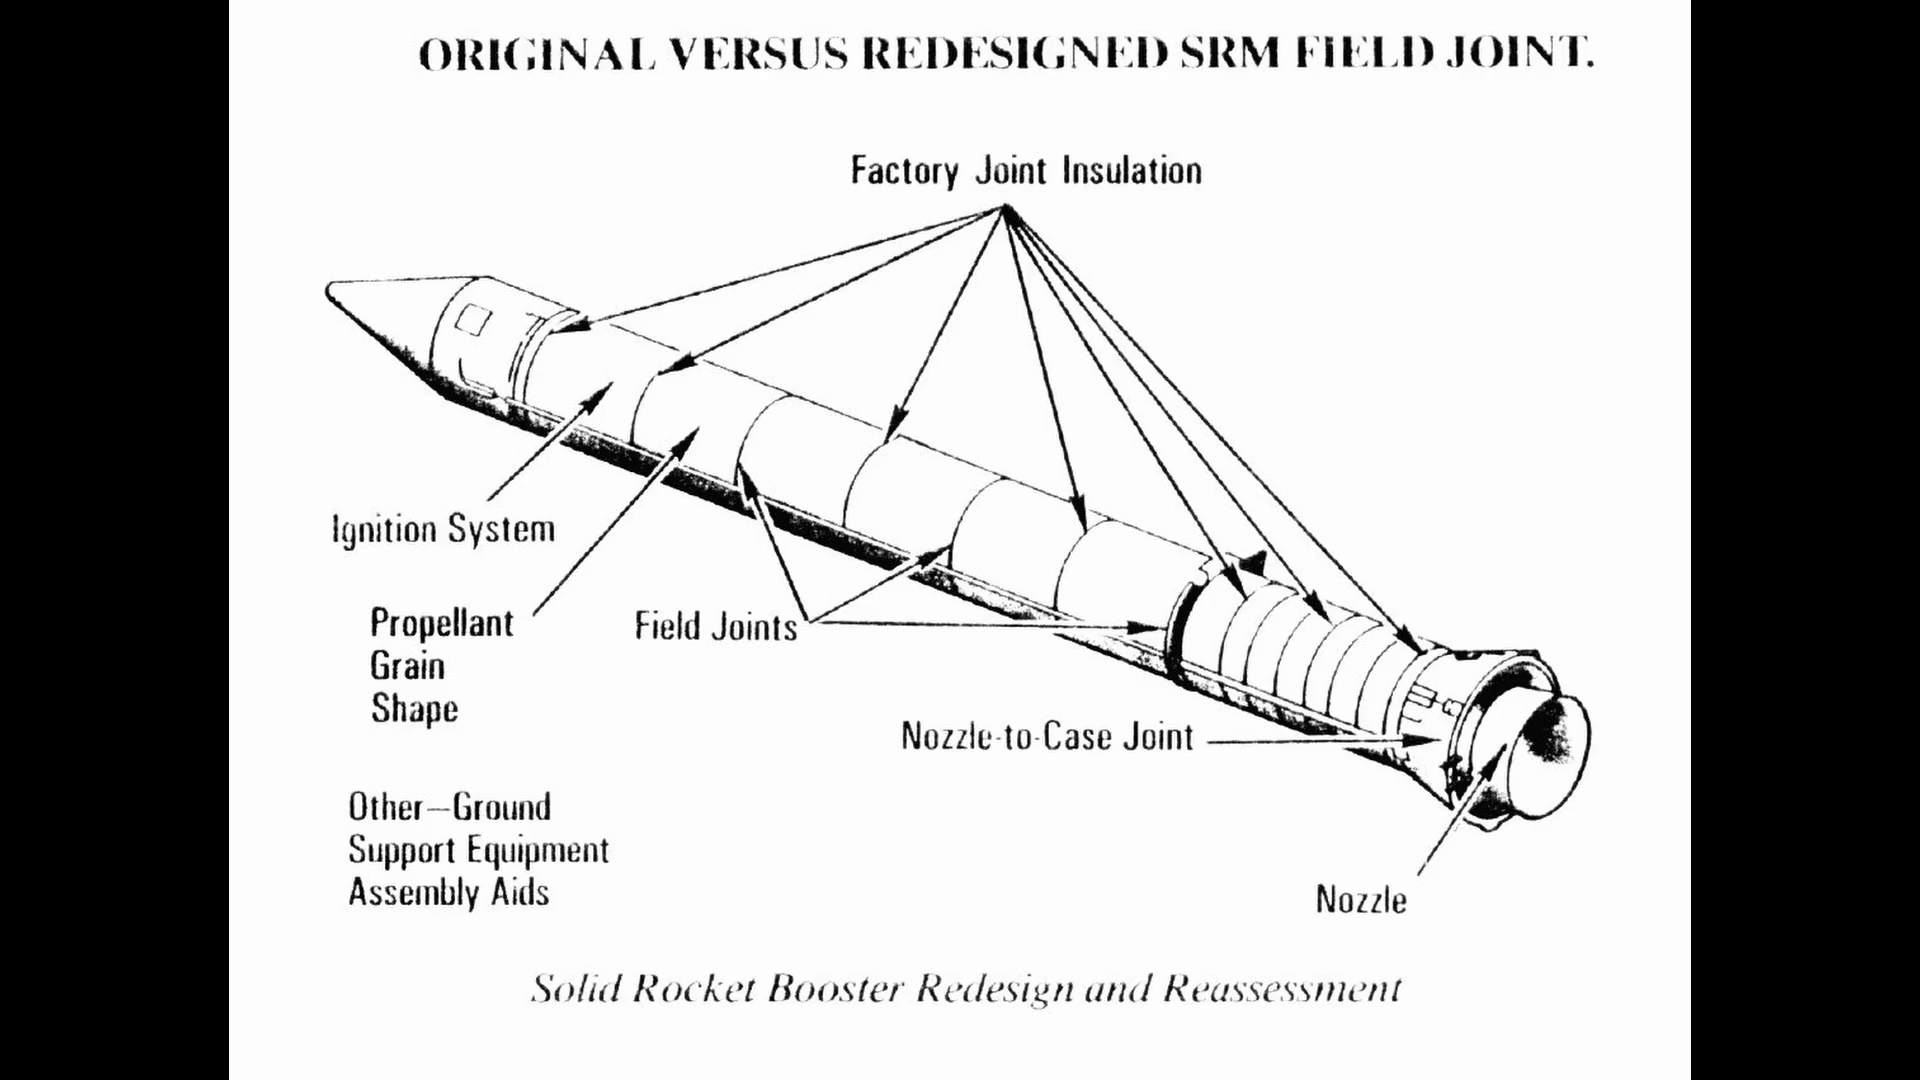 ORIGINAL VERSUS REDESIGNED SRM FIELD JOINT.
Factory Joint Insulation
Ignition System
Propellant
Grain
Shape
Field Joints
Nozzle-to-Case Joint
Other—Ground
Support Equipment
Assembly Aids
Nozzle
Solid Rocket Booster Redesign and Reassessment